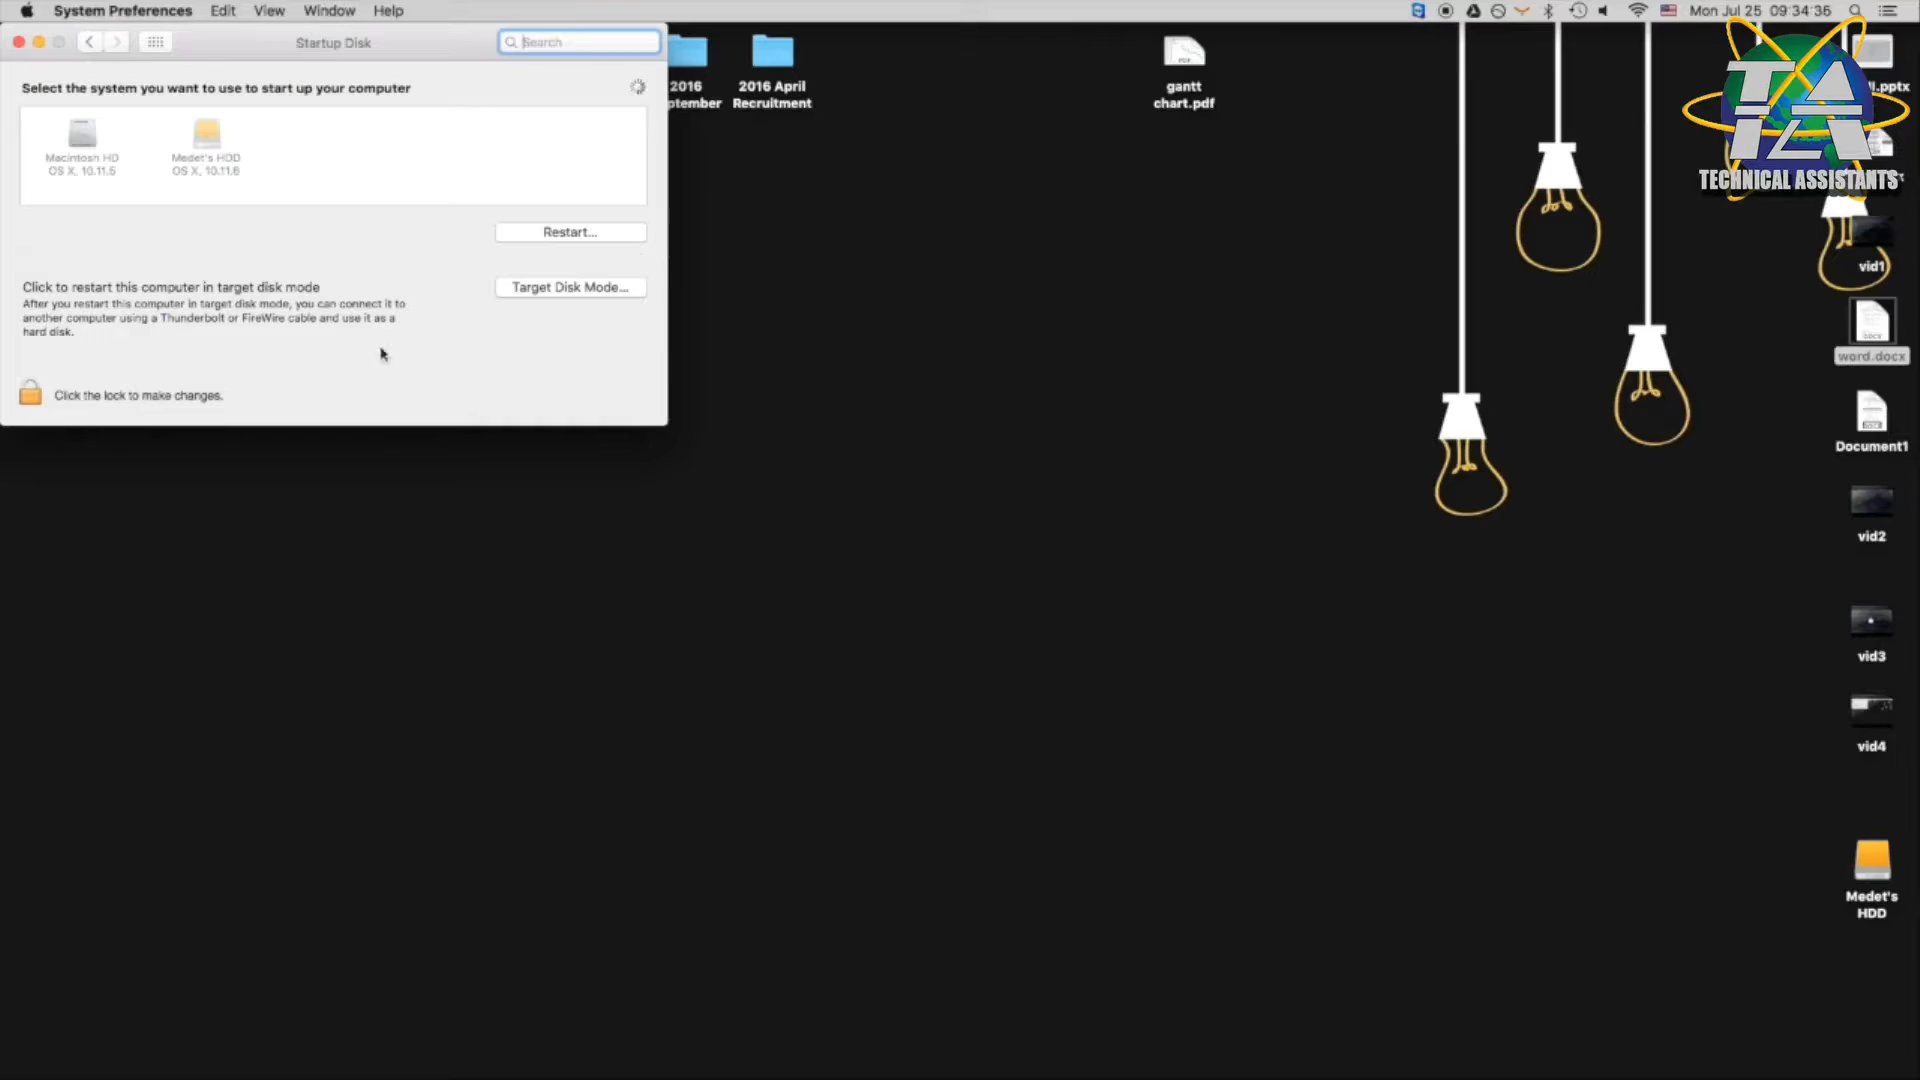 System Preferences Edit View Window Help
Mon Jul 25 09:34:36
Startup Disk
Search
Select the system you want to use to start up your computer
Macintosh HD
OS X, 10.11.5
Medet's HDD
OS X, 10.11.6
Restart...
Click to restart this computer in target disk mode
After you restart this computer in target disk mode, you can connect it to
another computer using a Thunderbolt or FireWire cable and use it as a
hard disk.
Target Disk Mode...
Click the lock to make changes.
2016
2016 April
Recruitment
gantt
chart.pdf
PDF
TA
TECHNICAL ASSISTANTS
.pptx
vid1
DOCX
word.docx
Document1
vid2
vid3
vid4
Medet's
HDD